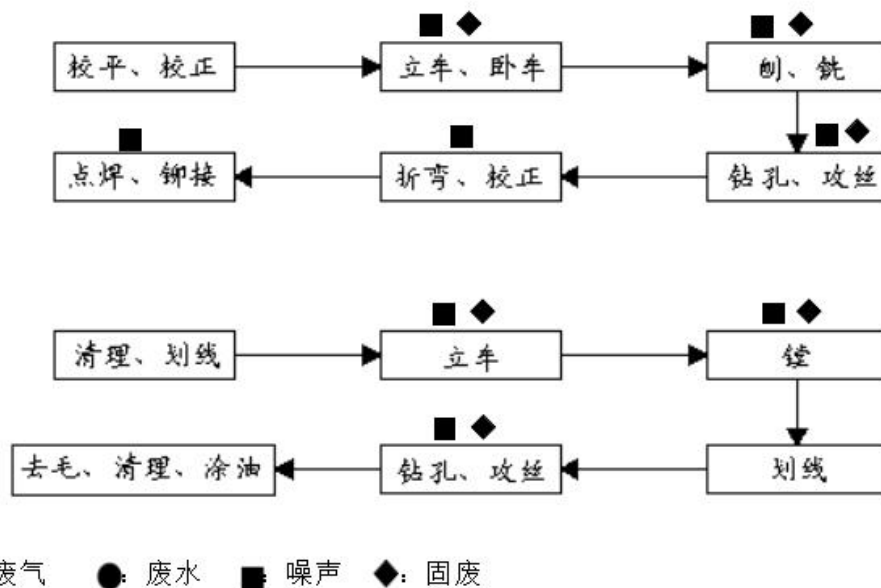 校平、校正 立车、卧车 刨、铣
点焊、铆接 折弯、校正 钻孔、攻丝
清理、划线 立车 镗
去毛、清理、涂油 钻孔、攻丝 划线
废气 ●：废水 ■：噪声 ◆：固废